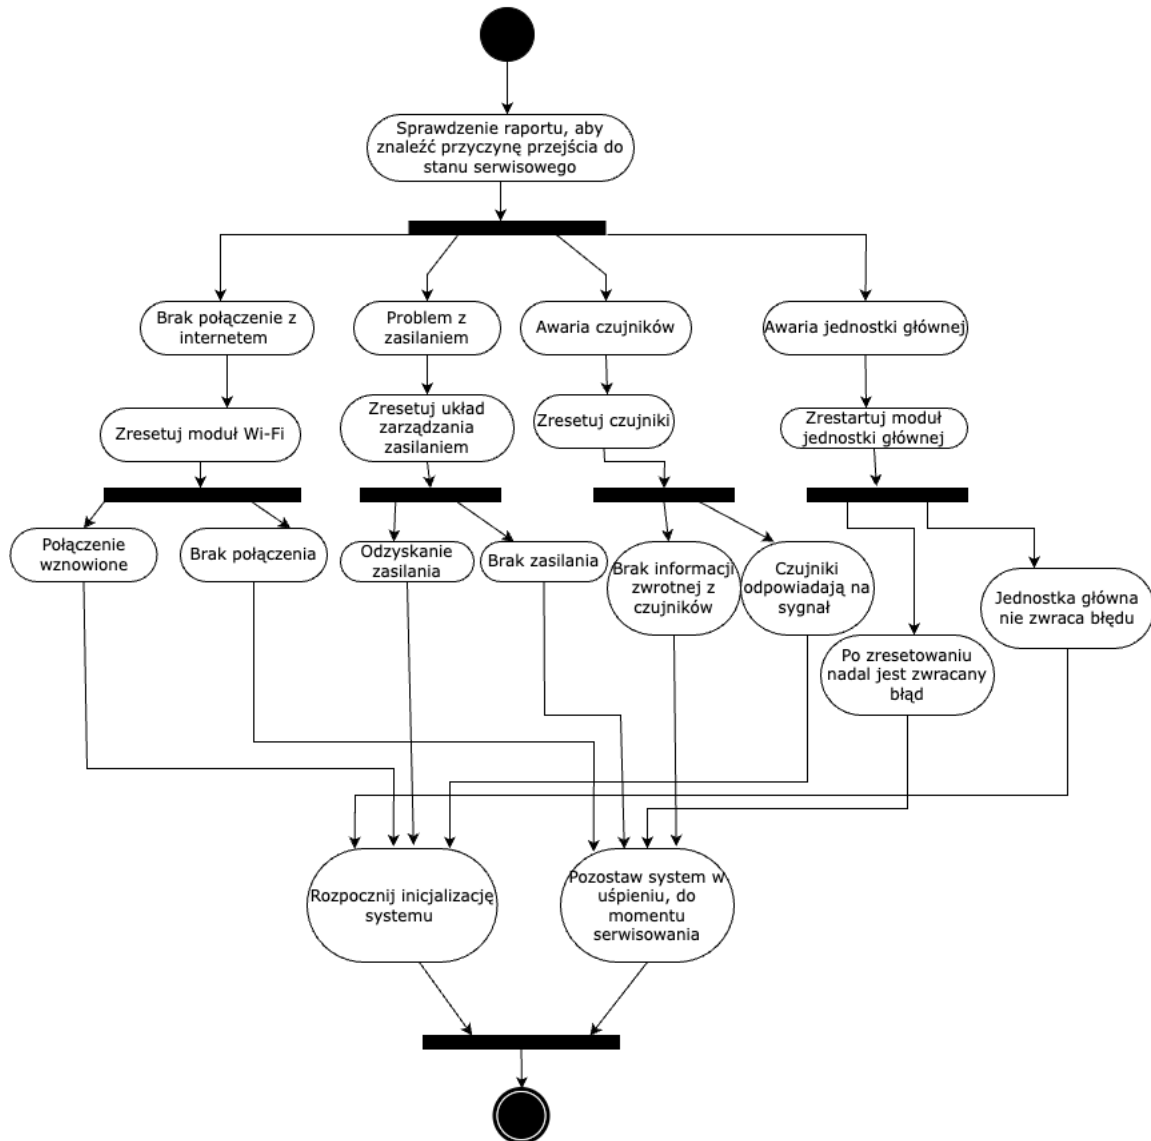 Sprawdzenie raportu, aby
znaleźć przyczynę przejścia do
stanu serwisowego
Brak połączenie z
internetem
Problem z
zasilaniem
Awaria czujników
Awaria jednostki głównej
Zresetuj moduł Wi-Fi
Zresetuj układ
zarządzania
zasilaniem
Zresetuj czujniki
Zrestartuj moduł
jednostki głównej
Połączenie
wznowione
Brak połączenia
Odzyskanie
zasilania
Brak zasilania
Brak informacji
zwrotnej z
czujników
Czujniki
odpowiadają na
sygnał
Jednostka główna
nie zwraca błędu
Po zresetowaniu
nadal jest zwracany
błąd
Rozpocznij inicjalizację
systemu
Pozostaw system w
uśpieniu, do
momentu
serwisowania